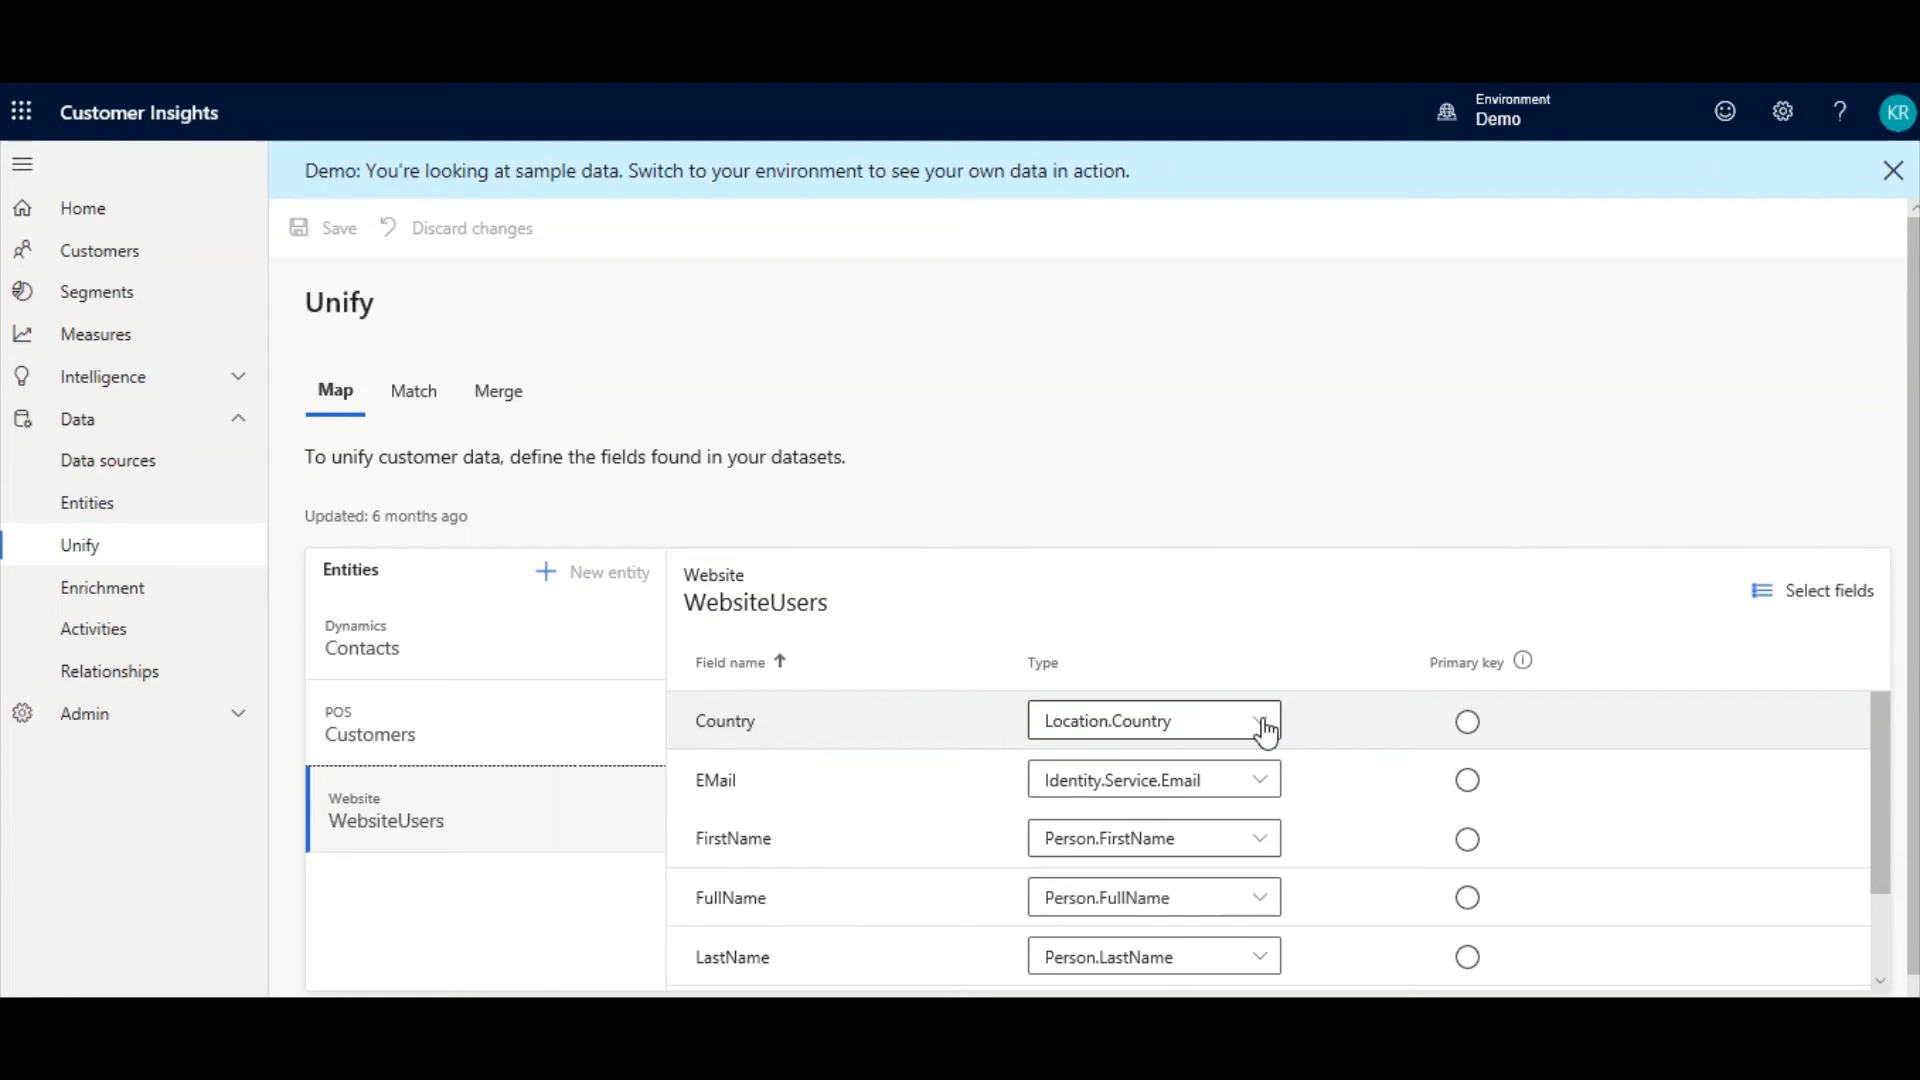 Customer Insights
Environment
Demo
?
KR
Demo: You're looking at sample data. Switch to your environment to see your own data in action.
Home
Customers
Segments
Measures
Intelligence
Data
Data sources
Entities
Unify
Enrichment
Activities
Relationships
Admin
Save
Discard changes
Unify
Map
Match
Merge
To unify customer data, define the fields found in your datasets.
Updated: 6 months ago
Entities
New entity
Dynamics
Contacts
POS
Customers
Website
WebsiteUsers
Website
WebsiteUsers
Select fields
Field name
Type
Primary key
Country
Location.Country
EMail
Identity.Service.Email
FirstName
Person.FirstName
FullName
Person.FullName
LastName
Person.LastName